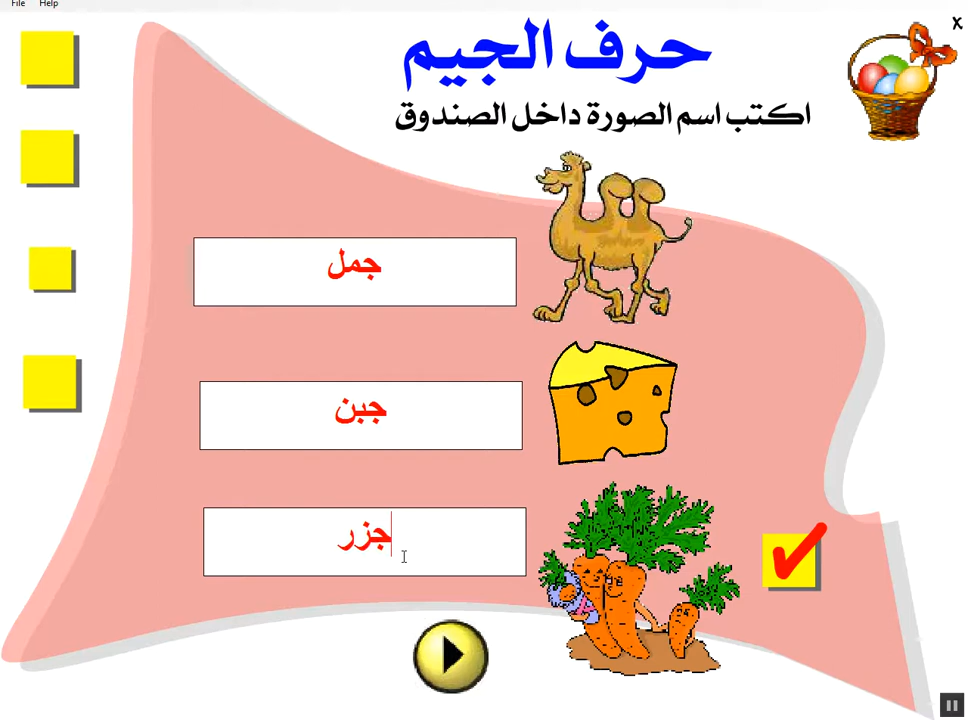 File Help
X
حرف الجيم
اكتب اسم الصورة داخل الصندوق
جمل
جبن
جزر